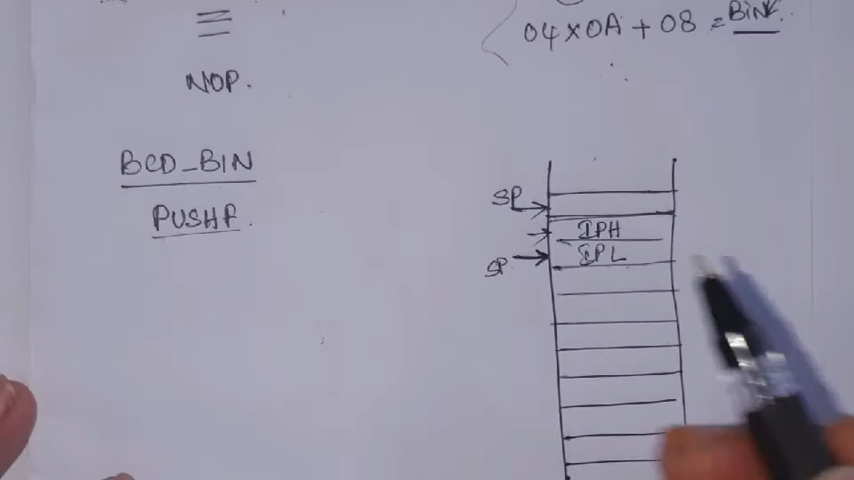 NOP.
BCD_BIN
PUSHF.
04 x 0A + 08 = BIN.
SP
IPH
IPL
SP